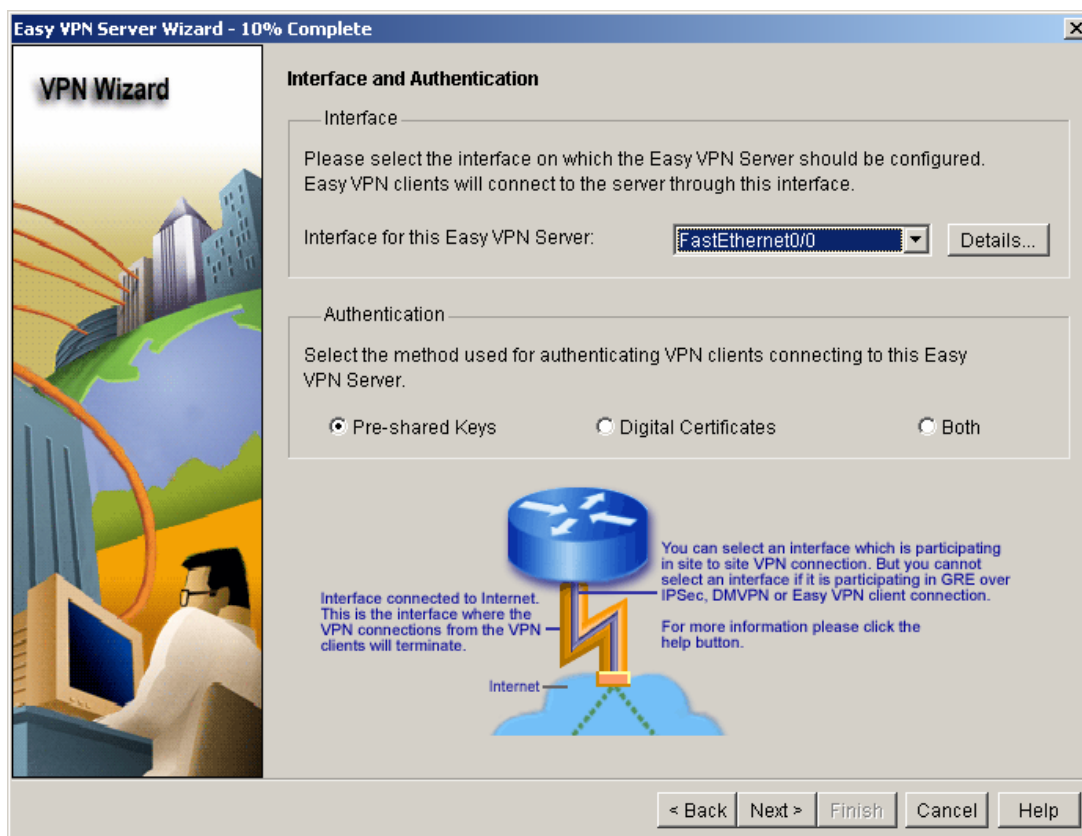 Easy VPN Server Wizard - 10% Complete
VPN Wizard
Interface and Authentication
Interface
Please select the interface on which the Easy VPN Server should be configured.
Easy VPN clients will connect to the server through this interface.
Interface for this Easy VPN Server:
FastEthernet0/0
Details...
Authentication
Select the method used for authenticating VPN clients connecting to this Easy
VPN Server.
Pre-shared Keys
Digital Certificates
Both
You can select an interface which is participating
in site to site VPN connection. But you cannot
select an interface if it is participating in GRE over
IPSec, DMVPN or Easy VPN client connection.
For more information please click the
help button.
Interface connected to Internet.
This is the interface where the
VPN connections from the VPN
clients will terminate.
Internet
< Back
Next >
Finish
Cancel
Help